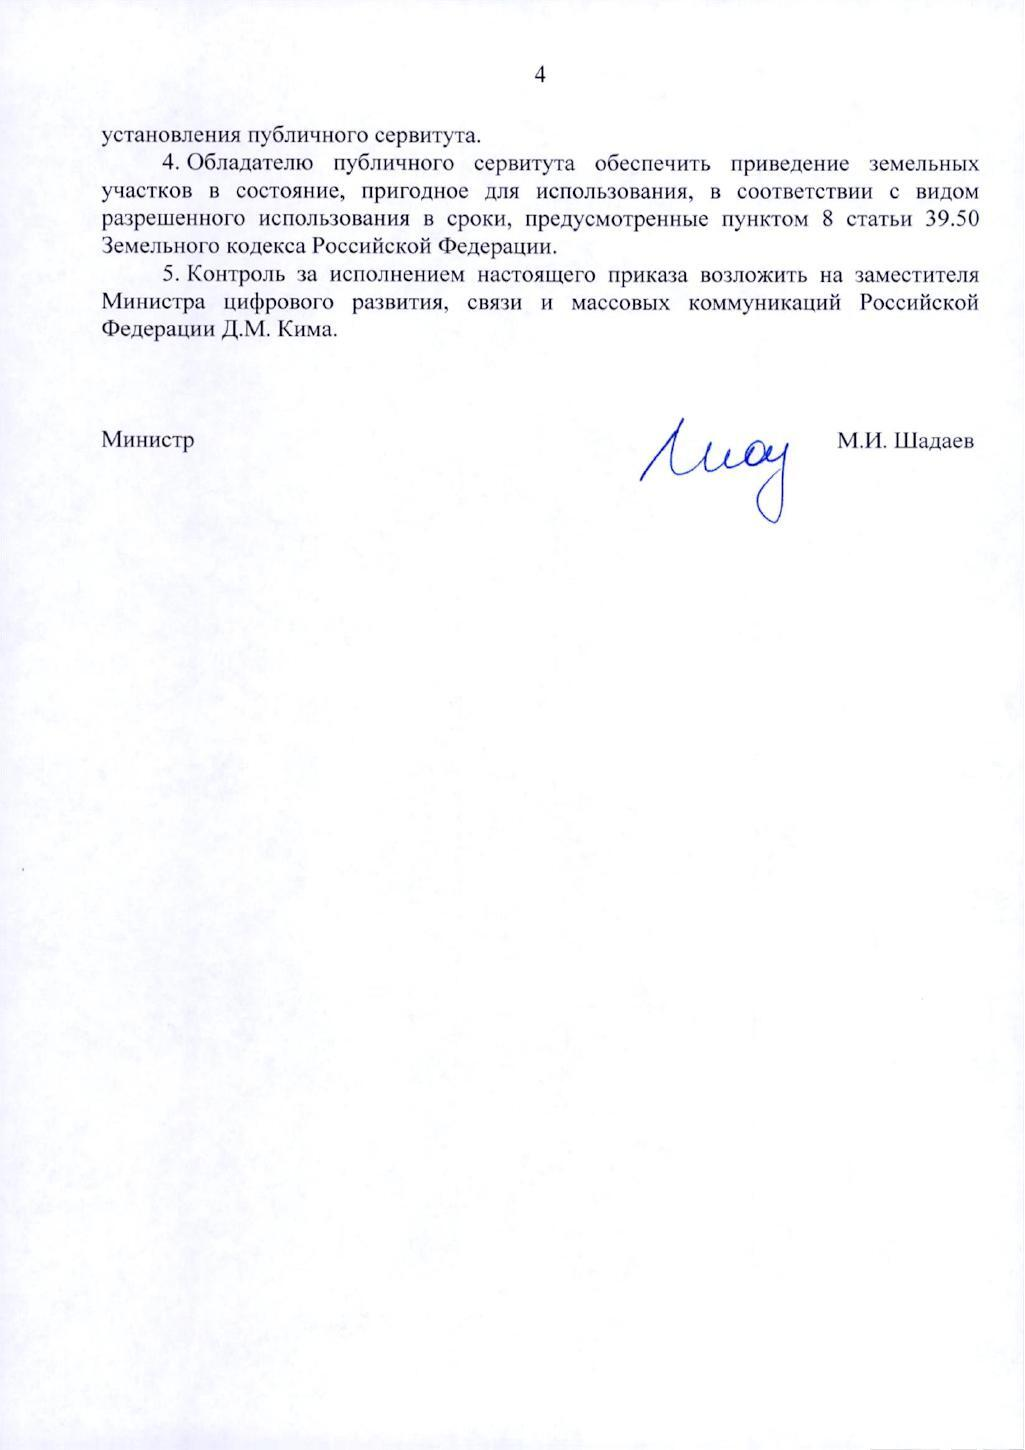 4
установления публичного сервитута.
4. Обладателю публичного сервитута обеспечить приведение земельных
участков в состояние, пригодное для использования, в соответствии с видом
разрешенного использования в сроки, предусмотренные пунктом 8 статьи 39.50
Земельного кодекса Российской Федерации.
5. Контроль за исполнением настоящего приказа возложить на заместителя
Министра цифрового развития, связи и массовых коммуникаций Российской
Федерации Д.М. Кима.
Министр М.И. Шадаев